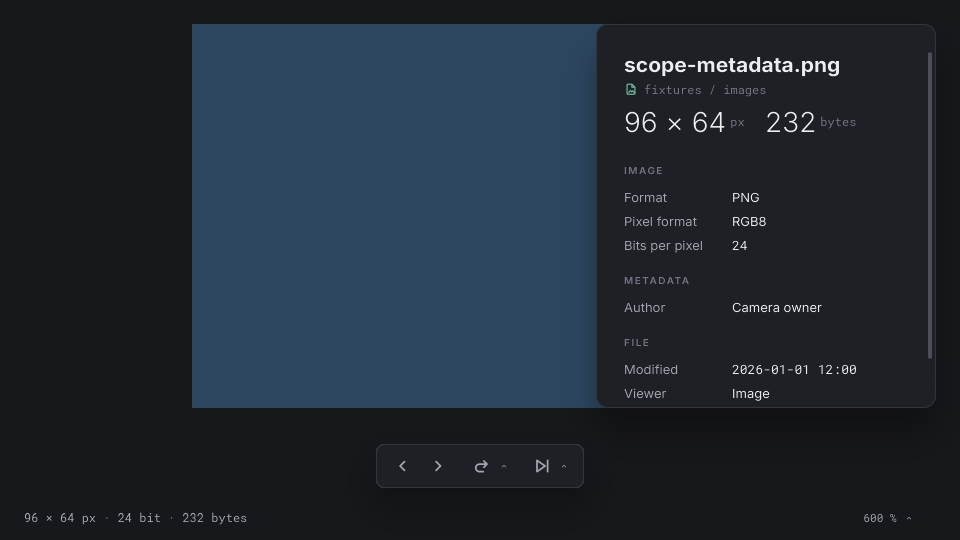 scope-metadata.png
fixtures / images
96 × 64 px 232 bytes
IMAGE
Format PNG
Pixel format RGB8
Bits per pixel 24
METADATA
Author Camera owner
FILE
Modified 2026-01-01 12:00
Viewer Image
96 × 64 px · 24 bit · 232 bytes
600 %